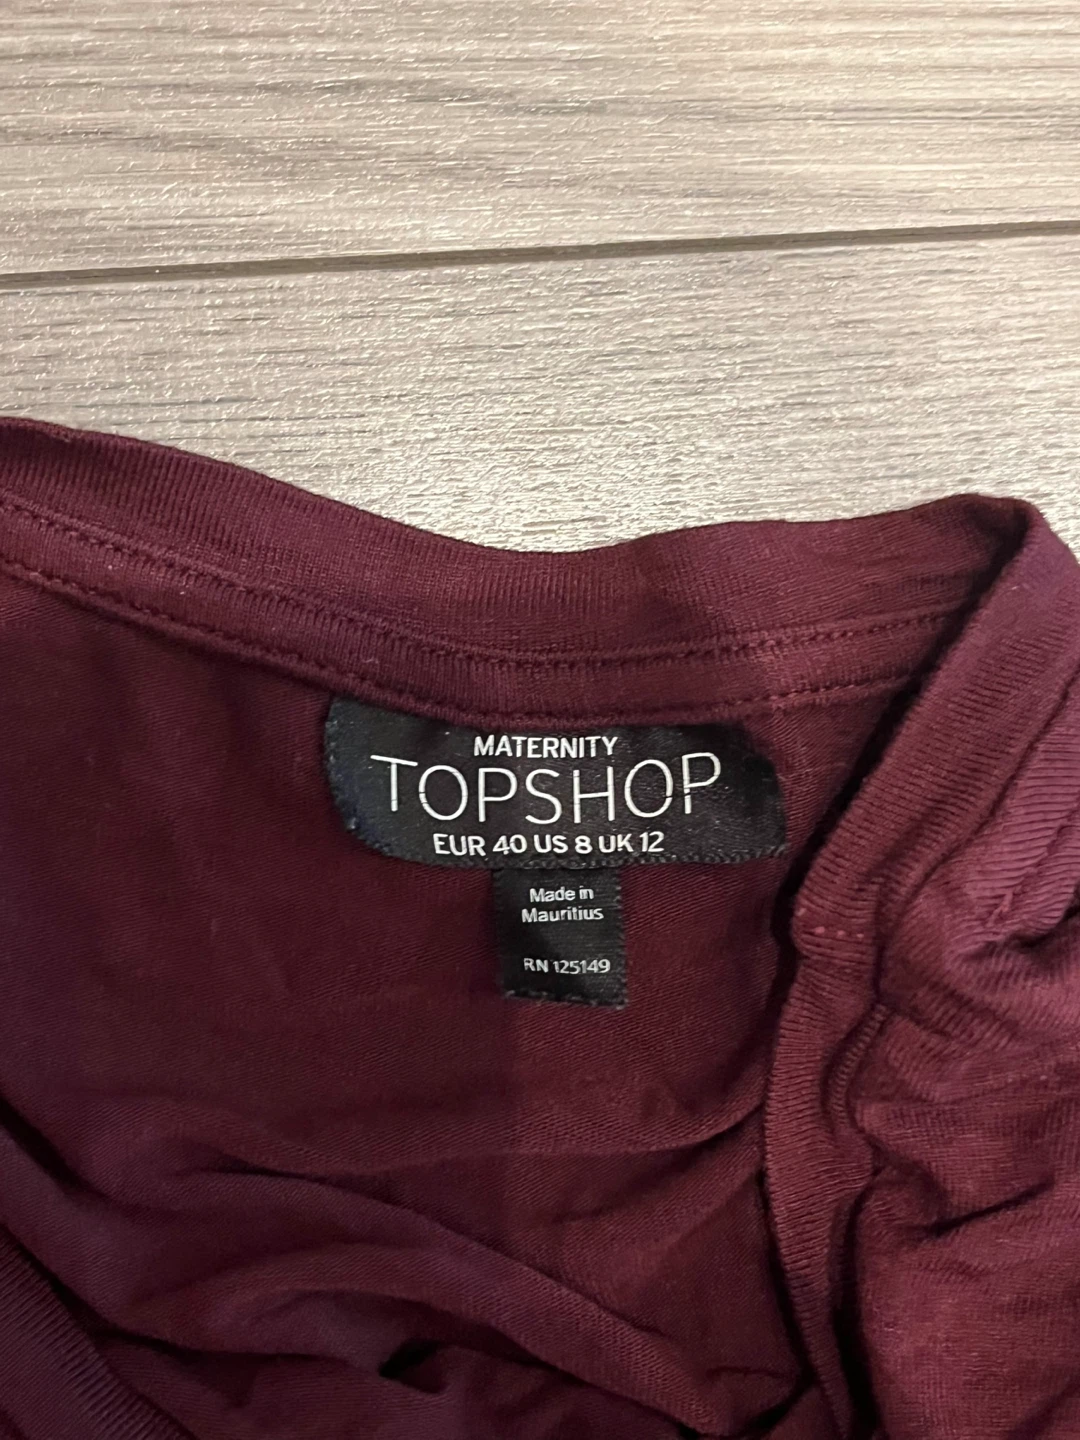 MATERNITY
TOPSHOP
EUR 40 US 8 UK 12
Made in
Mauritius
RN 125149